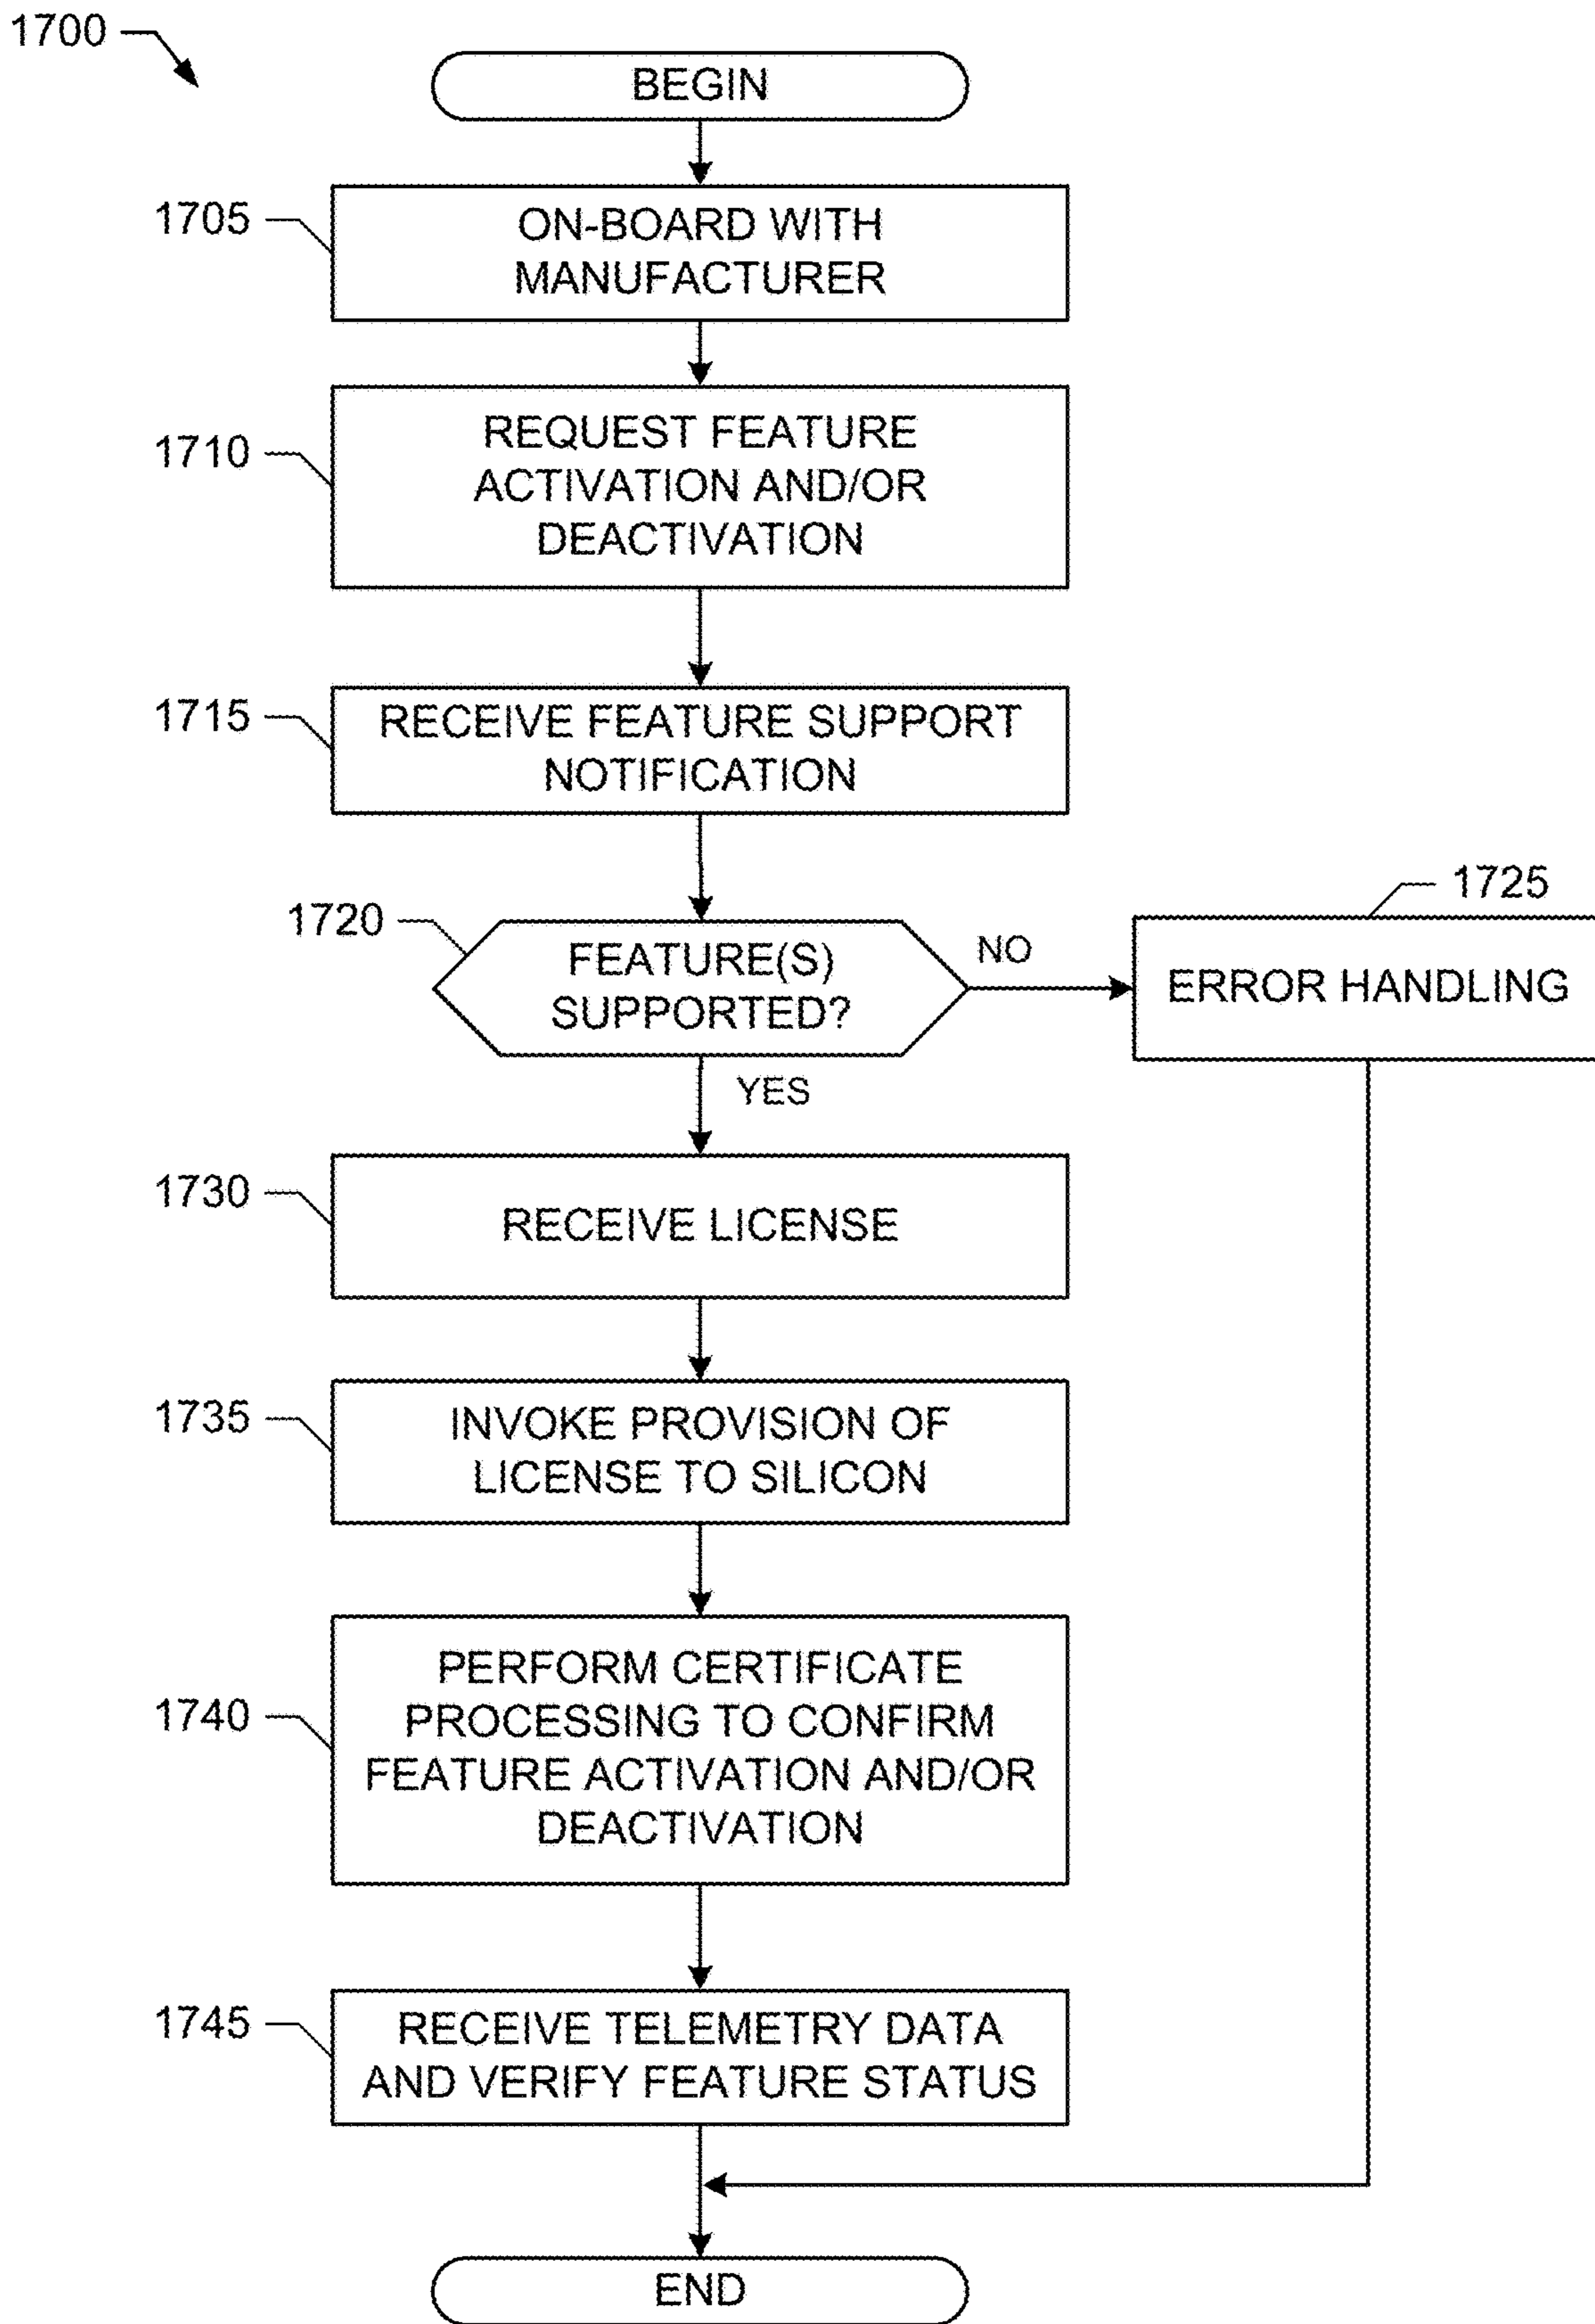 1700
BEGIN
1705
ON-BOARD WITH
MANUFACTURER
1710
REQUEST FEATURE
ACTIVATION AND/OR
DEACTIVATION
1715
RECEIVE FEATURE SUPPORT
NOTIFICATION
1720
FEATURE(S)
SUPPORTED?
NO
1725
ERROR HANDLING
YES
1730
RECEIVE LICENSE
1735
INVOKE PROVISION OF
LICENSE TO SILICON
1740
PERFORM CERTIFICATE
PROCESSING TO CONFIRM
FEATURE ACTIVATION AND/OR
DEACTIVATION
1745
RECEIVE TELEMETRY DATA
AND VERIFY FEATURE STATUS
END